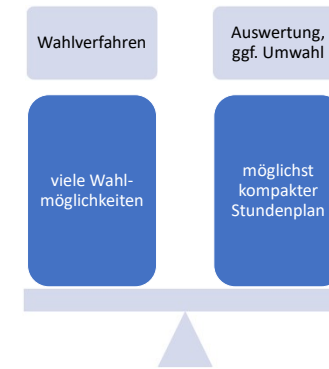 Wahlverfahren
Auswertung,
ggf. Umwahl
viele Wahl-
möglichkeiten
möglichst
kompakter
Stundenplan